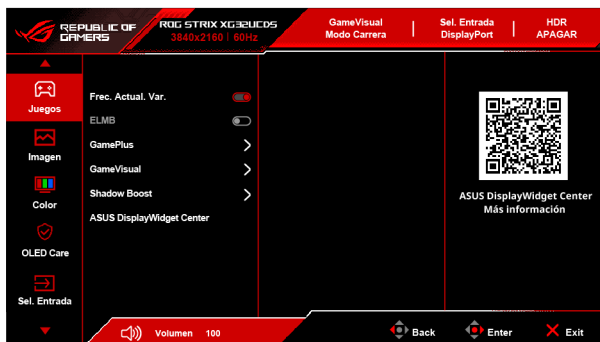 REPUBLIC OF
GAMERS
ROG STRIX XG32UCDS
3840x2160 | 60Hz
GameVisual
Modo Carrera
Sel. Entrada
DisplayPort
HDR
APAGAR
Juegos
Imagen
Color
OLED Care
Sel. Entrada
Frec. Actual. Var.
ELMB
GamePlus
GameVisual
Shadow Boost
ASUS DisplayWidget Center
ASUS DisplayWidget Center
Más información
Volumen 100
Back
Enter
Exit